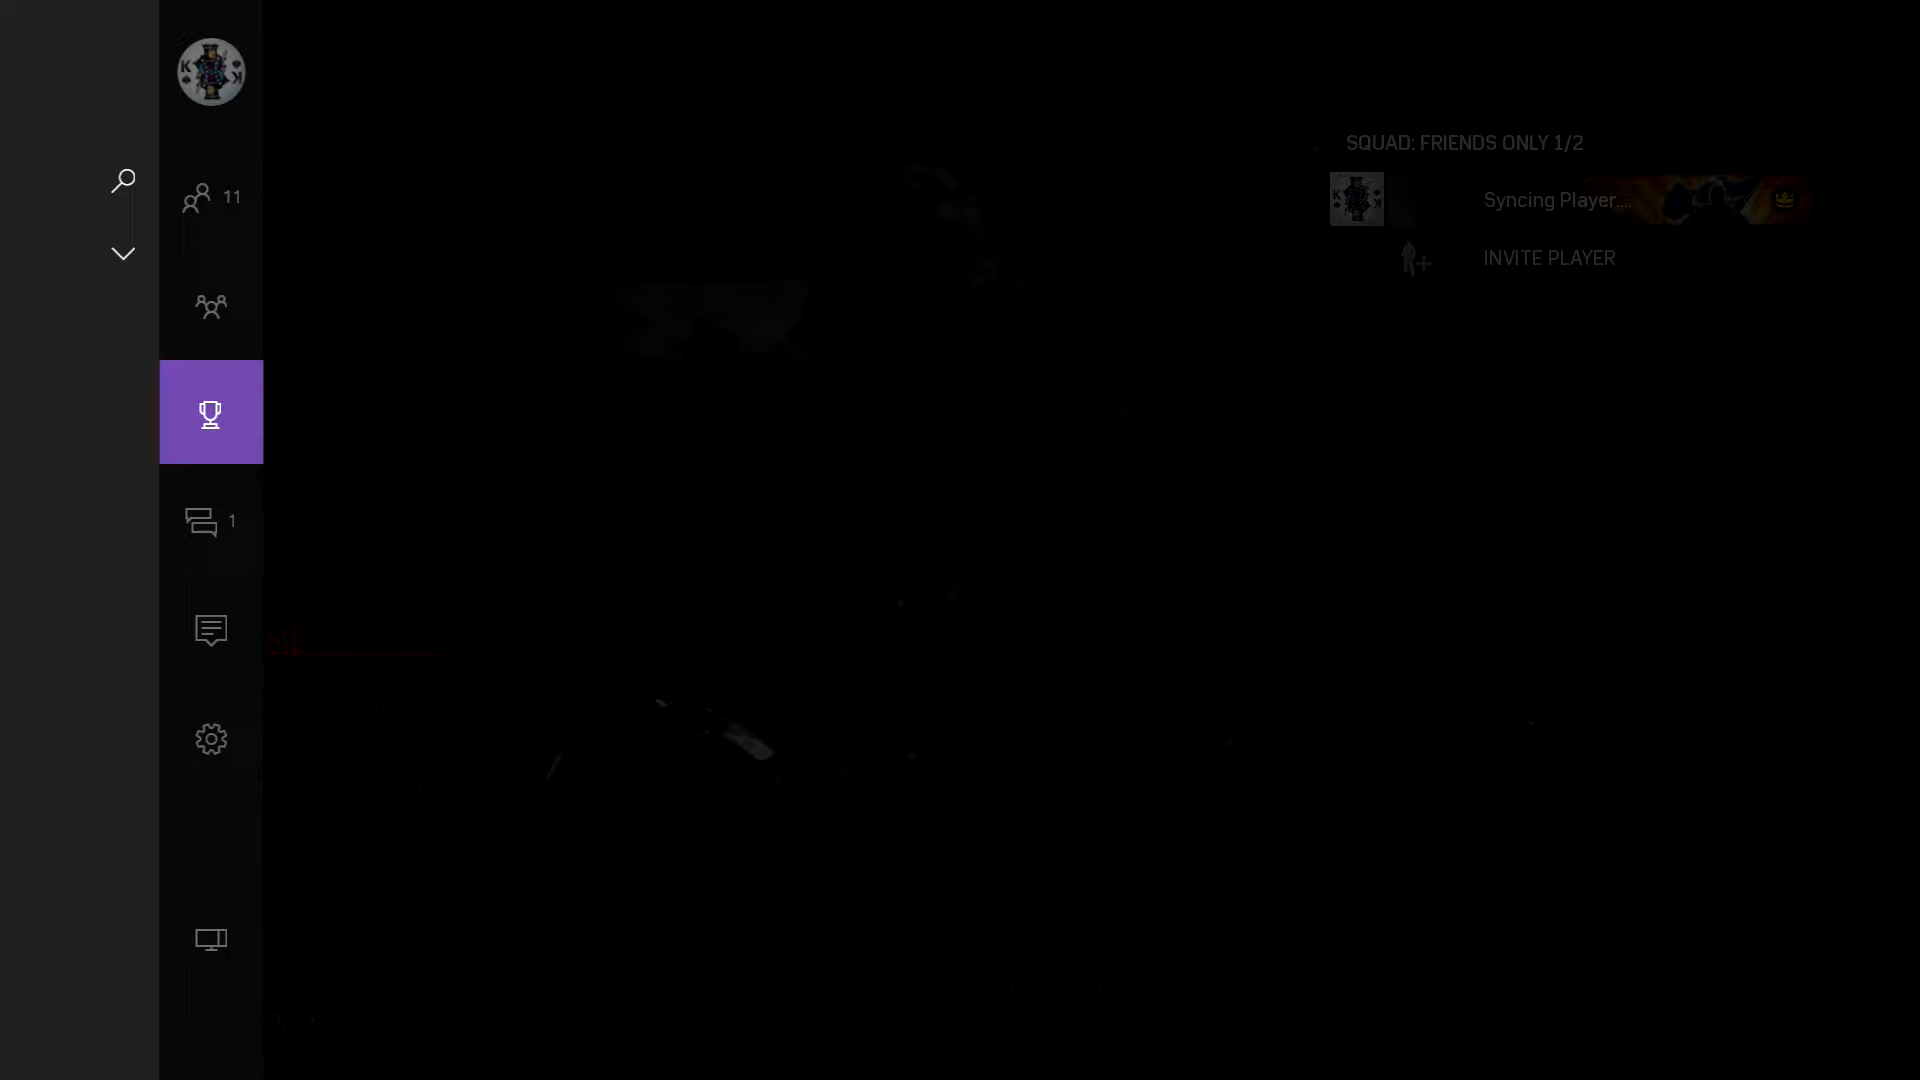 11
1
SQUAD: FRIENDS ONLY 1/2
K K
Syncing Player....
INVITE PLAYER